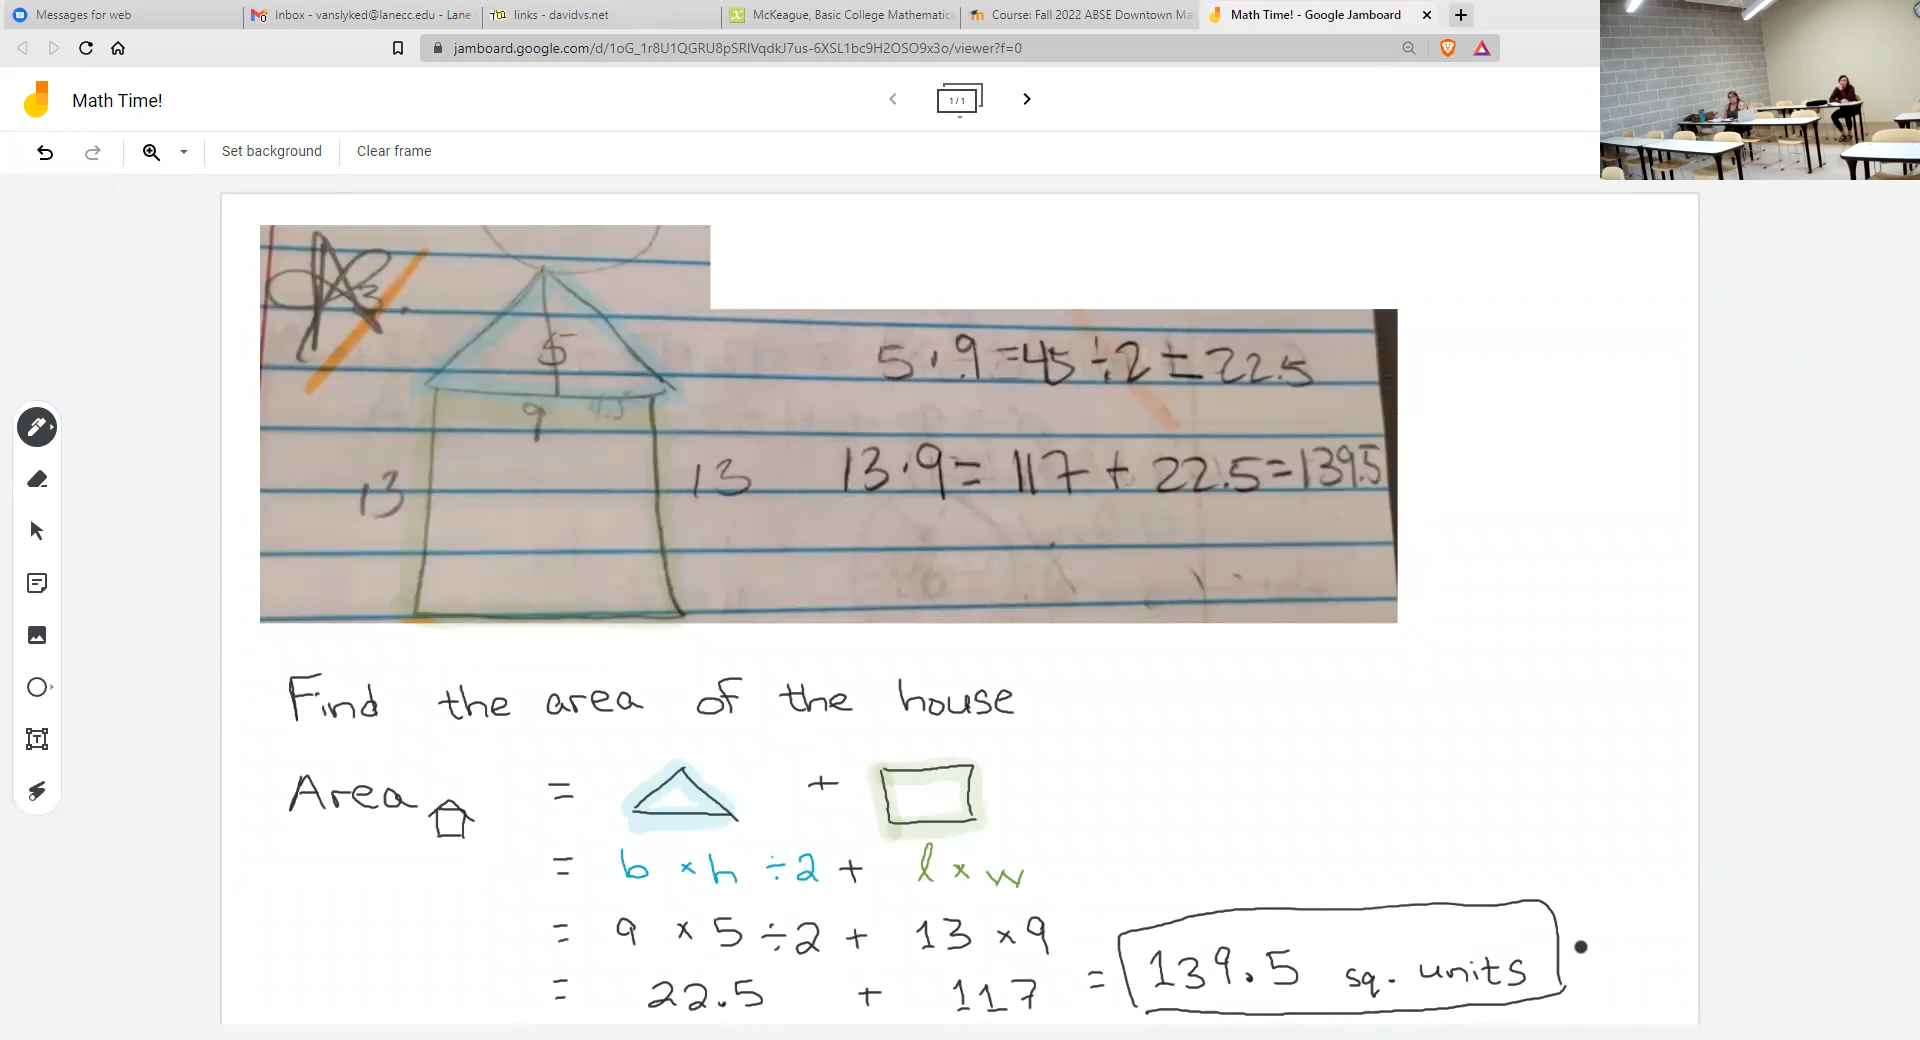 Messages for web
Inbox - vanslyked@lanecc.edu - Lane
links - davidvs.net
McKeague, Basic College Mathematics
Course: Fall 2022 ABSE Downtown Ma
Math Time! - Google Jamboard
jamboard.google.com/d/1oG_1r8U1QGRU8pSRIVqdkJ7us-6XSL1bc9H2OSO9x3o/viewer?f=0
Math Time!
1/1
Set background
Clear frame
5
9 4.5
13
13
5 · 9 = 45 ÷ 2 = 22.5
13 · 9 = 117 + 22.5 = 139.5
Find the area of the house
Area = +
= b × h ÷ 2 + l × w
= 9 × 5 ÷ 2 + 13 × 9
= 22.5 + 117 = 139.5 sq. units